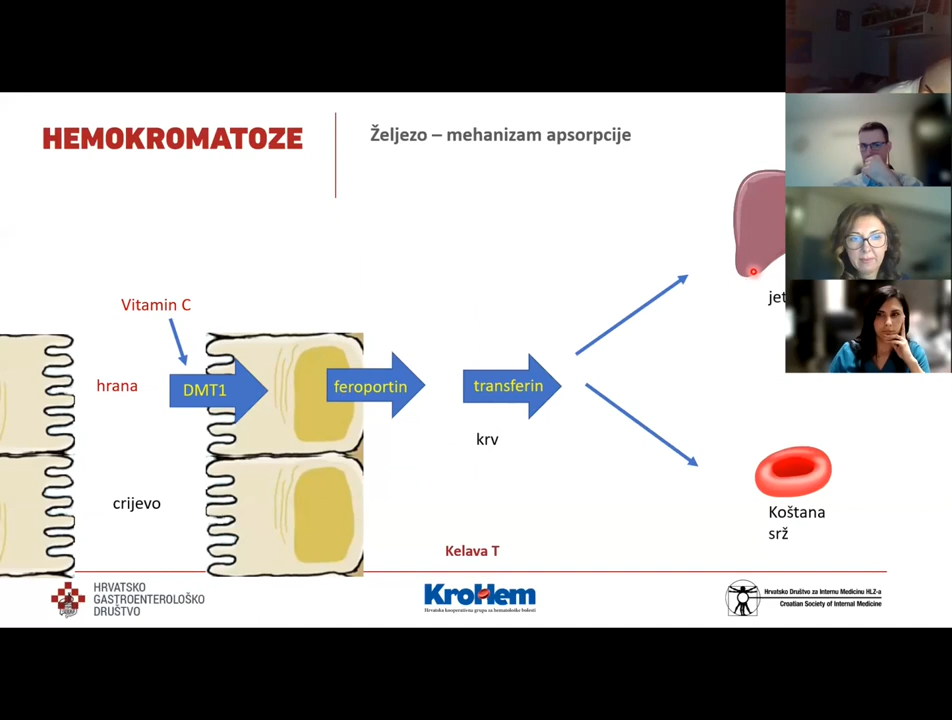 HEMOKROMATOZE
Željezo – mehanizam apsorpcije
Vitamin C
jet
hrana
DMT1
feroportin
transferin
krv
crijevo
Koštana
srž
Kelava T
HRVATSKO
GASTROENTEROLOŠKO
DRUŠTVO
KroHem
Hrvatska kooperativna grupa za hematološke bolesti
Hrvatsko Društvo za Internu Medicinu HLZ-a
Croatian Society of Internal Medicine